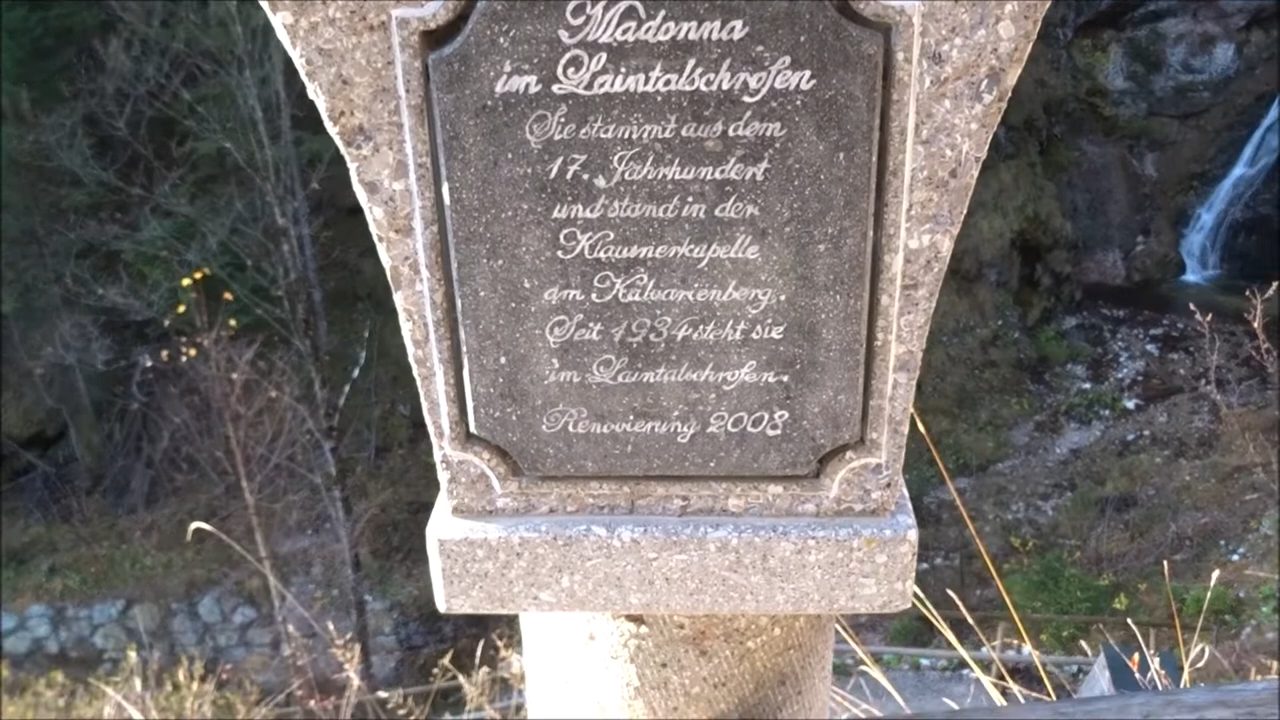 Madonna
im Laintalschrofen
Sie stammt aus dem
17. Jahrhundert
und stand in der
Klausnerkapelle
am Kalvarienberg.
Seit 1934 steht sie
im Laintalschrofen.
Renovierung 2008